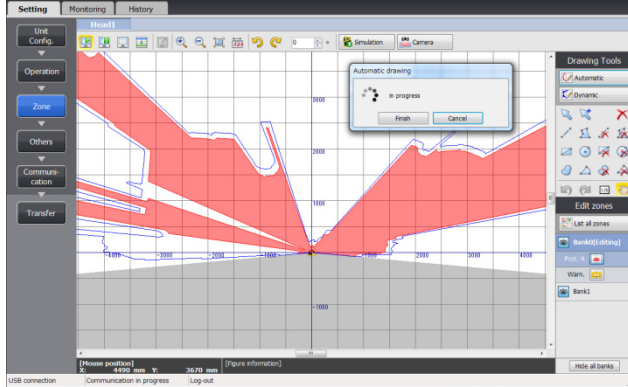 Setting Monitoring History
Unit
Config.
Head1
0
Simulation
Camera
Operation
Zone
Others
Communi-
cation
Transfer
Automatic drawing
in progress
Finish Cancel
3000
2000
1000
-4000 -3000 -2000 -1000 1000 2000 3000 4000
-1000
Drawing Tools
Automatic
Dynamic
Edit zones
List all zones
Bank0[Editing]
Prot. A
Warn.
Bank1
Hide all banks
[Mouse position]
X: 4490 mm Y: 3670 mm
[Figure information]
USB connection Communication in progress Log-out